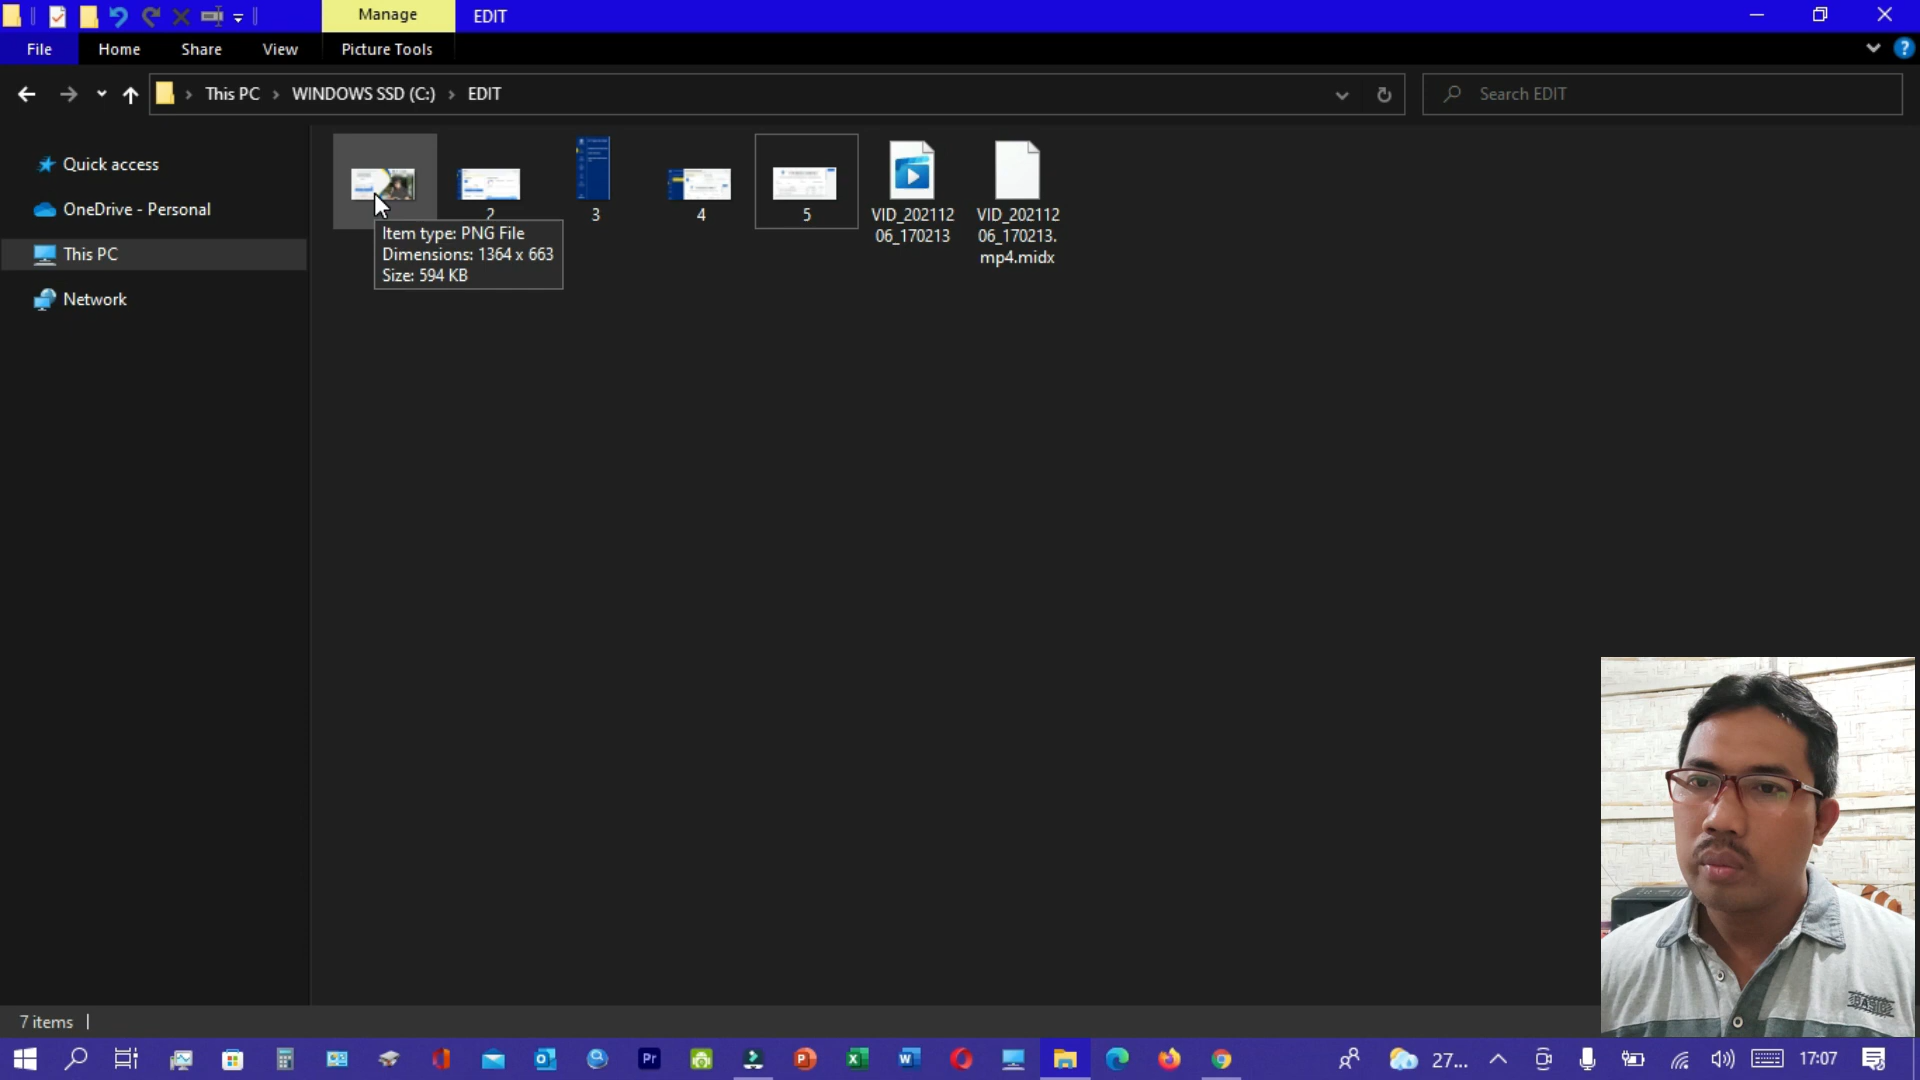 Manage
EDIT
File
Home
Share
View
Picture Tools
This PC
WINDOWS SSD (C:)
EDIT
Search EDIT
Quick access
OneDrive - Personal
This PC
Network
2
3
4
5
VID_202112
06_170213
VID_202112
06_170213.
mp4.midx
Item type: PNG File
Dimensions: 1364 x 663
Size: 594 KB
BASIC
7 items
Pr
27...
17:07